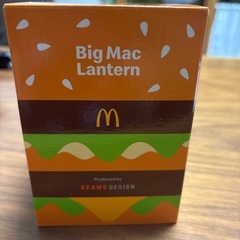 Big Mac
Lantern
Produced by
BEAMS DESIGN